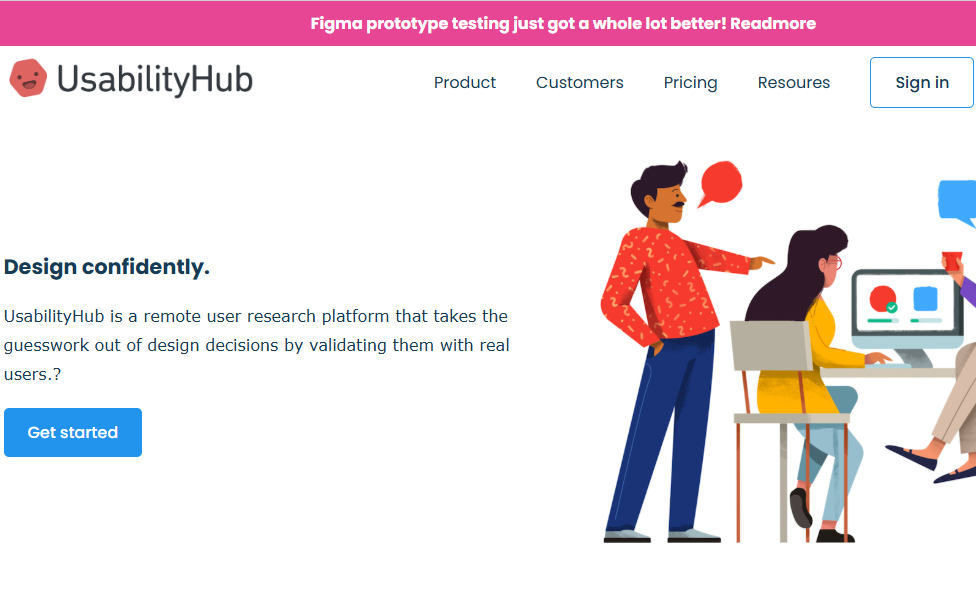 Figma prototype testing just got a whole lot better! Readmore
UsabilityHub
Product
Customers
Pricing
Resoures
Sign in
Design confidently.
UsabilityHub is a remote user research platform that takes the
guesswork out of design decisions by validating them with real
users.?
Get started